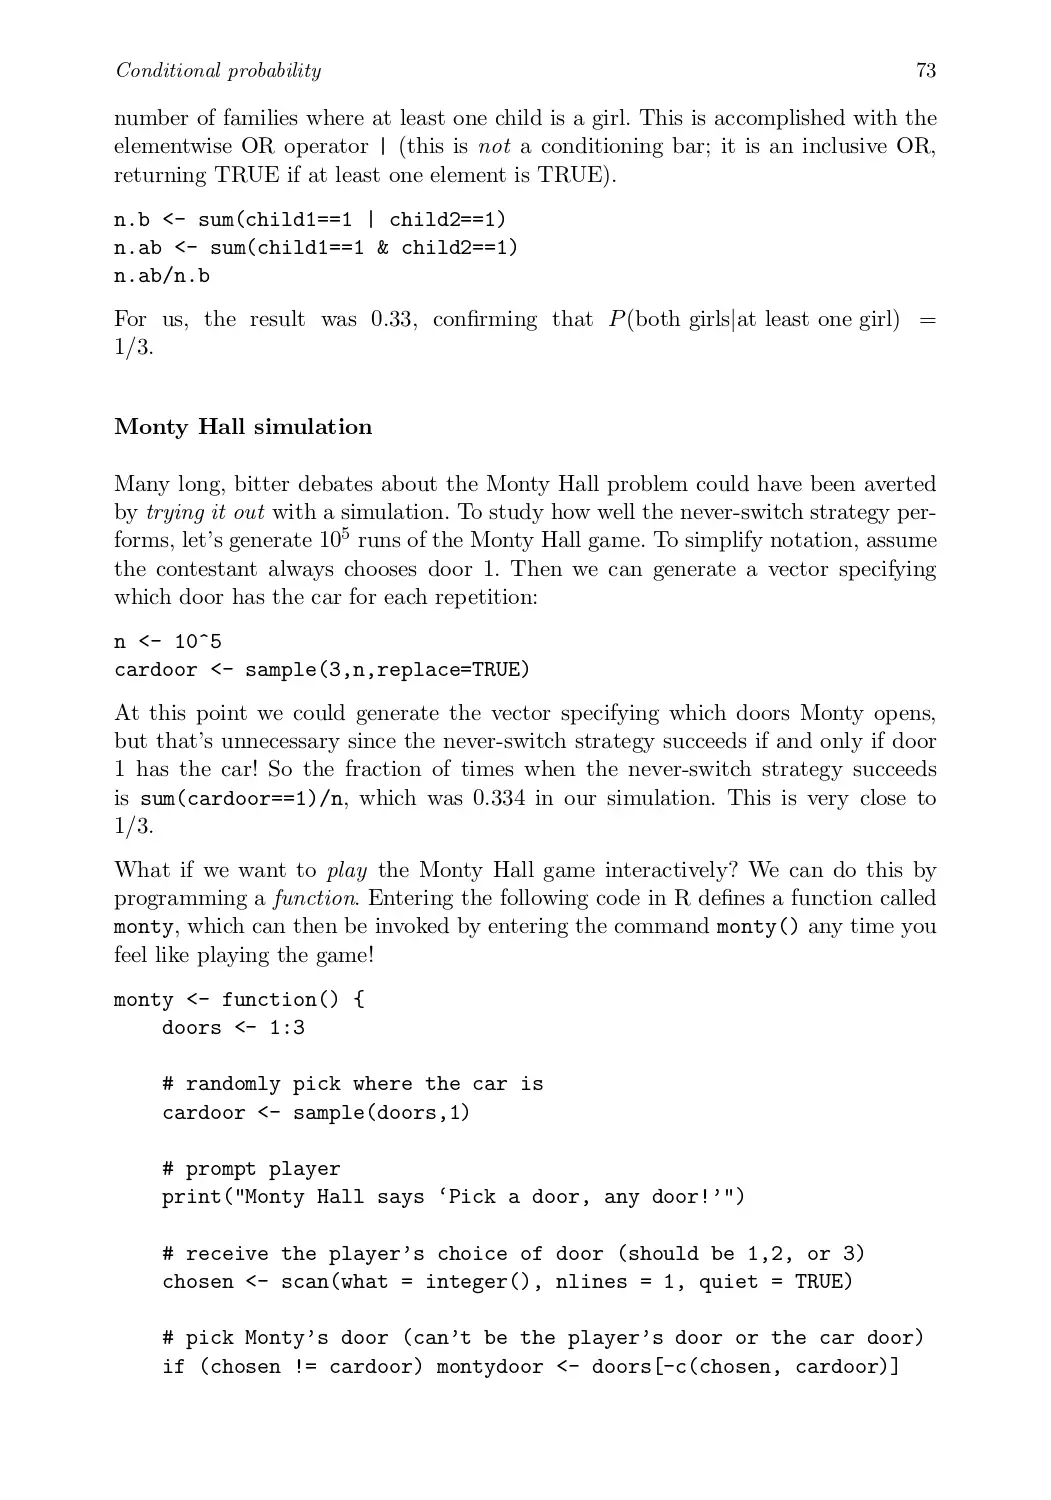 Conditional probability 73
number of families where at least one child is a girl. This is accomplished with the
elementwise OR operator | (this is not a conditioning bar; it is an inclusive OR,
returning TRUE if at least one element is TRUE).
n.b <- sum(child1==1 | child2==1)
n.ab <- sum(child1==1 & child2==1)
n.ab/n.b
For us, the result was 0.33, confirming that P(both girls|at least one girl) =
1/3.
Monty Hall simulation
Many long, bitter debates about the Monty Hall problem could have been averted
by trying it out with a simulation. To study how well the never-switch strategy per-
forms, let's generate 10⁵ runs of the Monty Hall game. To simplify notation, assume
the contestant always chooses door 1. Then we can generate a vector specifying
which door has the car for each repetition:
n <- 10^5
cardoor <- sample(3,n,replace=TRUE)
At this point we could generate the vector specifying which doors Monty opens,
but that's unnecessary since the never-switch strategy succeeds if and only if door
1 has the car! So the fraction of times when the never-switch strategy succeeds
is sum(cardoor==1)/n, which was 0.334 in our simulation. This is very close to
1/3.
What if we want to play the Monty Hall game interactively? We can do this by
programming a function. Entering the following code in R defines a function called
monty, which can then be invoked by entering the command monty() any time you
feel like playing the game!
monty <- function() {
    doors <- 1:3
    # randomly pick where the car is
    cardoor <- sample(doors,1)
    # prompt player
    print("Monty Hall says ‘Pick a door, any door!’")
    # receive the player’s choice of door (should be 1,2, or 3)
    chosen <- scan(what = integer(), nlines = 1, quiet = TRUE)
    # pick Monty’s door (can’t be the player’s door or the car door)
    if (chosen != cardoor) montydoor <- doors[-c(chosen, cardoor)]